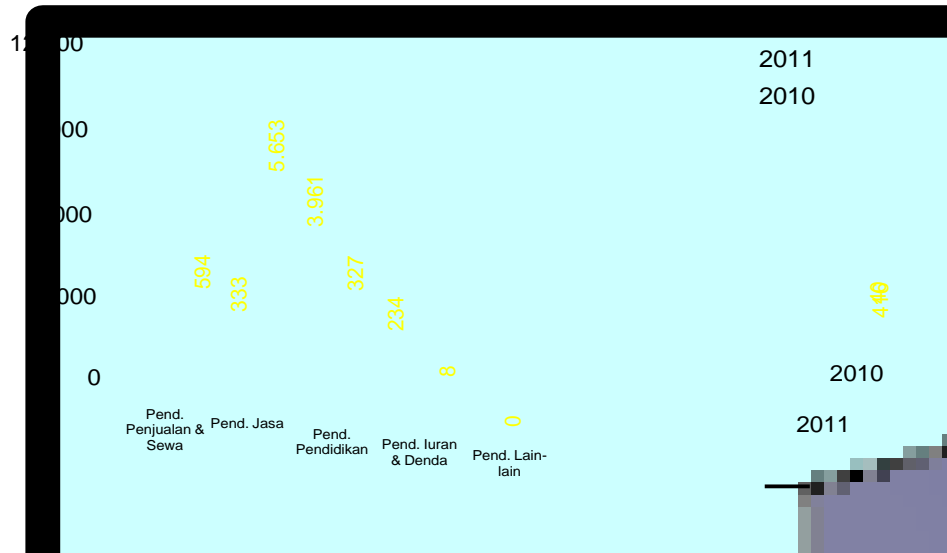 2011
2010
5.653
3.961
594
333
327
234
8
0
0
2010
2011
Pend.
Penjualan &
Sewa
Pend. Jasa
Pend.
Pendidikan
Pend. Iuran
& Denda
Pend. Lain-
lain